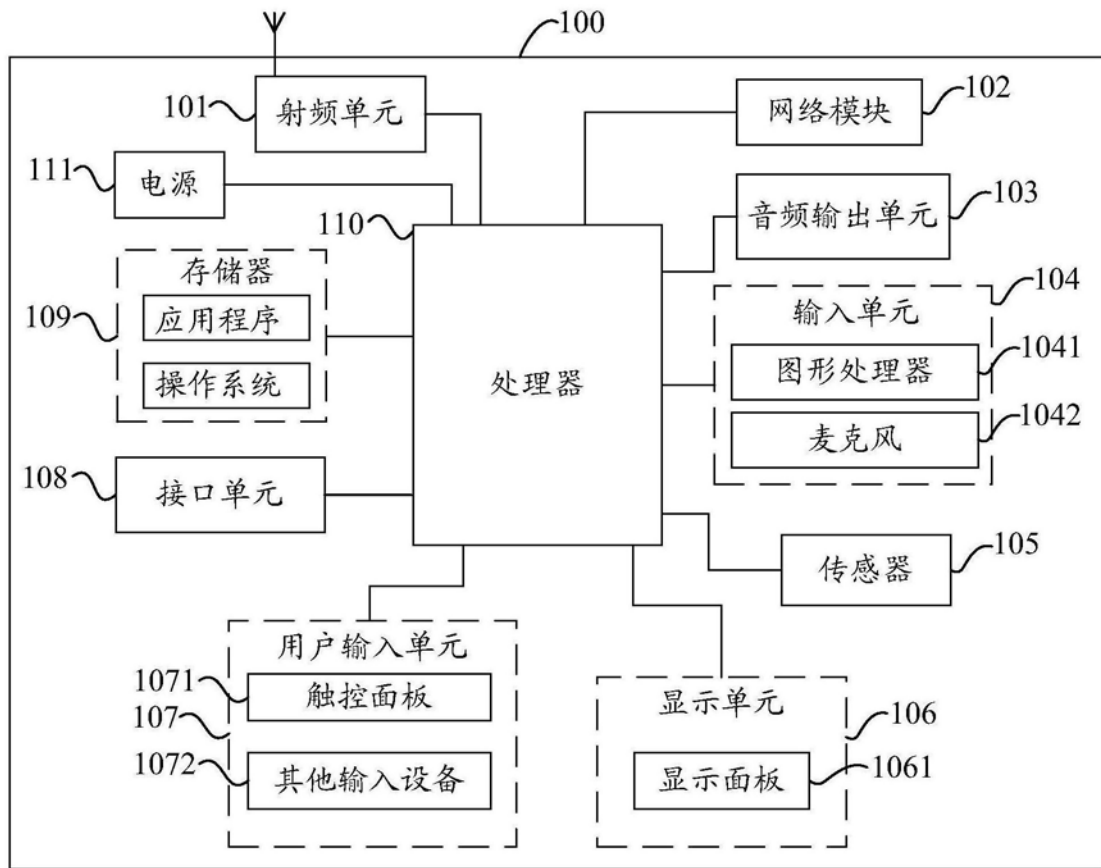 100
101
射频单元
网络模块
102
111
电源
音频输出单元
103
110
存储器
应用程序
操作系统
109
输入单元
104
图形处理器
1041
麦克风
1042
处理器
108
接口单元
传感器
105
用户输入单元
1071
触控面板
107
1072
其他输入设备
显示单元
106
显示面板
1061